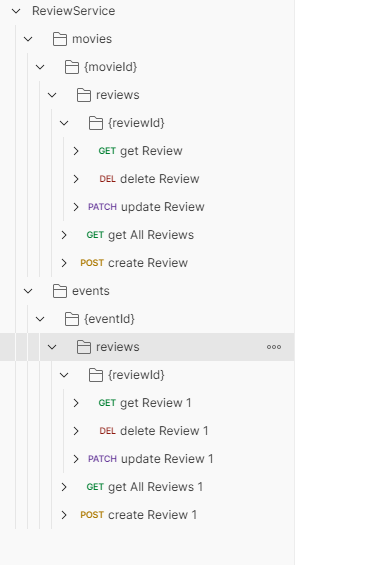 ReviewService
movies
{movieId}
reviews
{reviewId}
GET get Review
DEL delete Review
PATCH update Review
GET get All Reviews
POST create Review
events
{eventId}
reviews
{reviewId}
GET get Review 1
DEL delete Review 1
PATCH update Review 1
GET get All Reviews 1
POST create Review 1